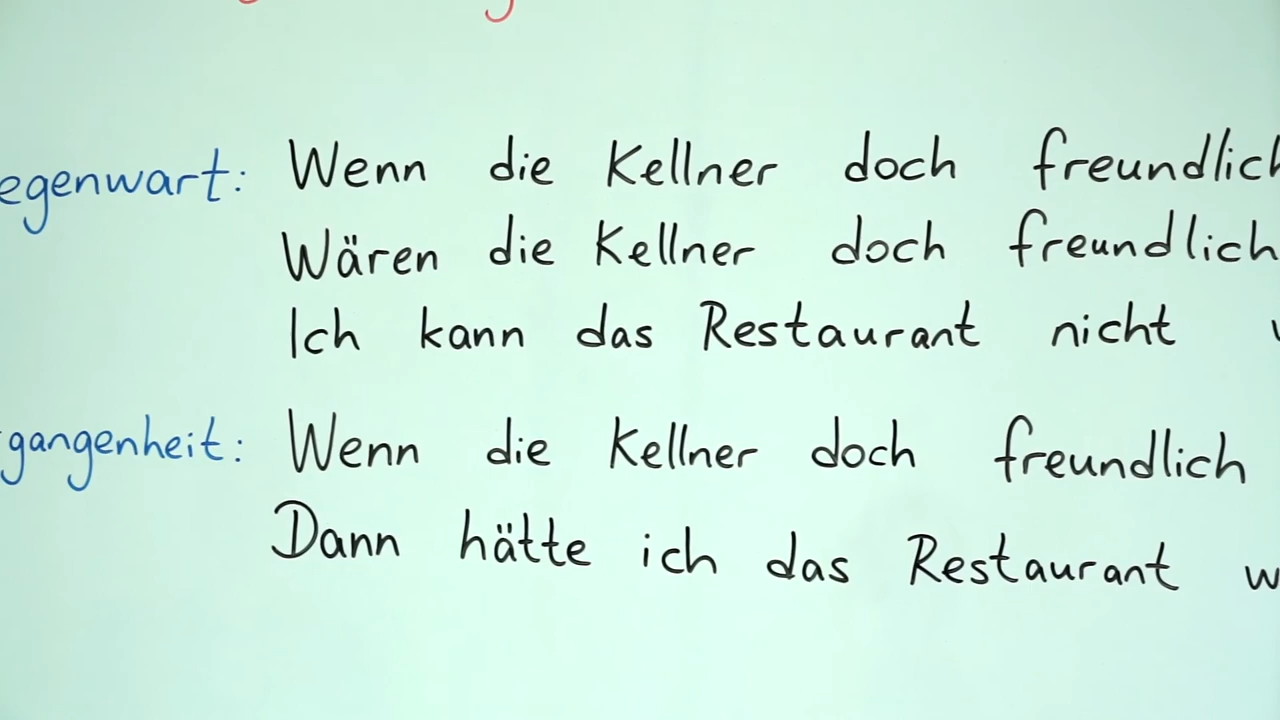 egenwart: Wenn die Kellner doch freundlich
Wären die Kellner doch freundlich
Ich kann das Restaurant nicht
gangenheit: Wenn die Kellner doch freundlich
Dann hätte ich das Restaurant w